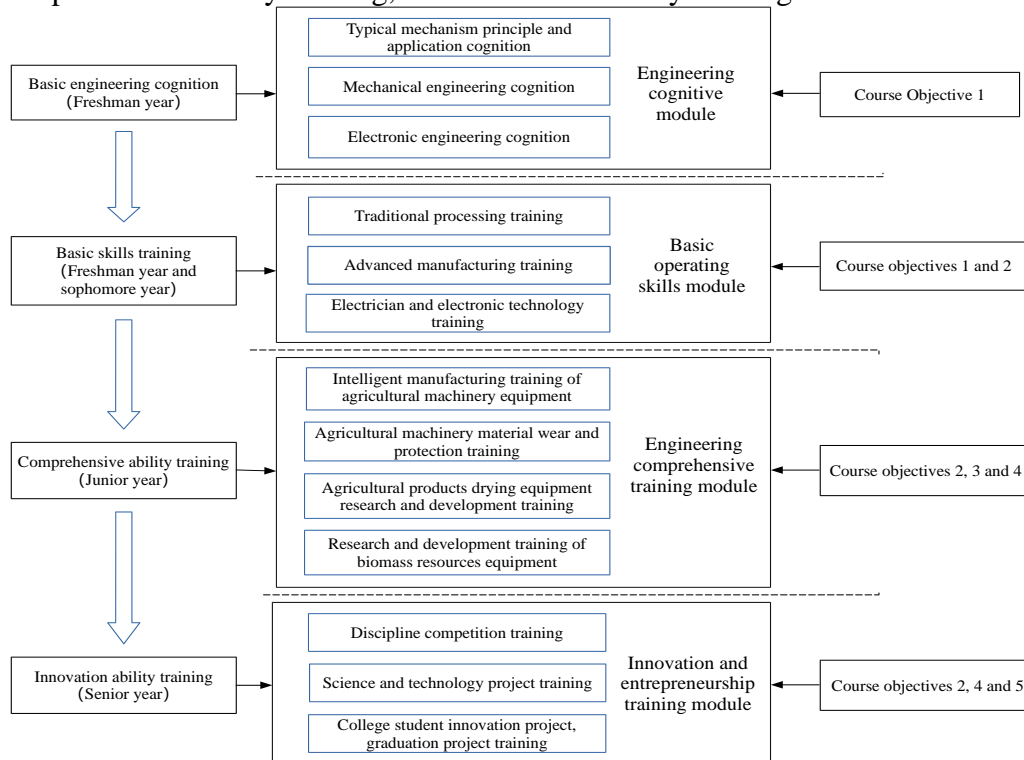 Typical mechanism principle and
application cognition
Basic engineering cognition
(Freshman year)
Mechanical engineering cognition
Engineering
cognitive
module
Course Objective 1
Electronic engineering cognition
Traditional processing training
Basic skills training
(Freshman year and
sophomore year)
Advanced manufacturing training
Basic
operating
skills module
Course objectives 1 and 2
Electrician and electronic technology
training
Intelligent manufacturing training of
agricultural machinery equipment
Agricultural machinery material wear and
protection training
Comprehensive ability training
(Junior year)
Engineering
comprehensive
training module
Course objectives 2, 3 and 4
Agricultural products drying equipment
research and development training
Research and development training of
biomass resources equipment
Discipline competition training
Innovation ability training
(Senior year)
Science and technology project training
Innovation and
entrepreneurship
training module
Course objectives 2, 4 and 5
College student innovation project,
graduation project training